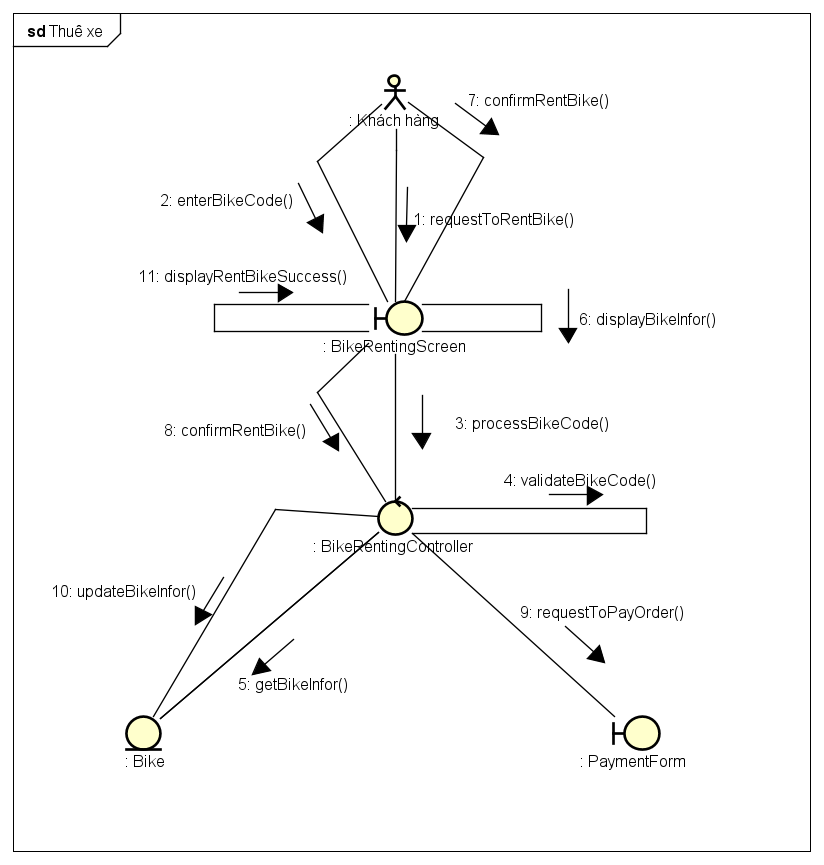 sd Thuê xe
7: confirmRentBike()
: Khách hàng
2: enterBikeCode()
1: requestToRentBike()
11: displayRentBikeSuccess()
6: displayBikeInfor()
: BikeRentingScreen
3: processBikeCode()
8: confirmRentBike()
4: validateBikeCode()
: BikeRentingController
10: updateBikeInfor()
9: requestToPayOrder()
5: getBikeInfor()
: Bike
: PaymentForm